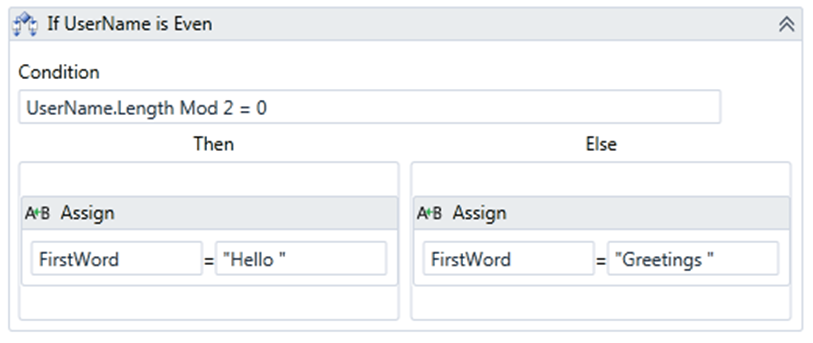 If UserName is Even
Condition
UserName.Length Mod 2 = 0
Then Else
A+B Assign A+B Assign
FirstWord = "Hello " FirstWord = "Greetings "